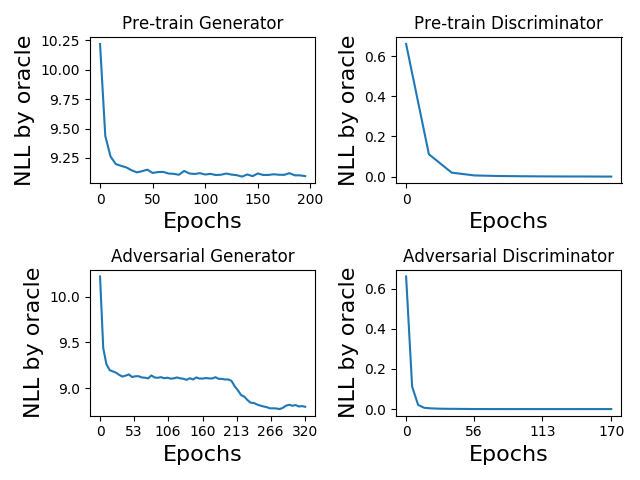 Pre-train Generator
NLL by oracle
10.25
10.00
9.75
9.50
9.25
0
50
100
150
200
Epochs
Pre-train Discriminator
NLL by oracle
0.6
0.4
0.2
0.0
0
Epochs
Adversarial Generator
NLL by oracle
10.0
9.5
9.0
0
53
106
160
213
266
320
Epochs
Adversarial Discriminator
NLL by oracle
0.6
0.4
0.2
0.0
0
56
113
170
Epochs